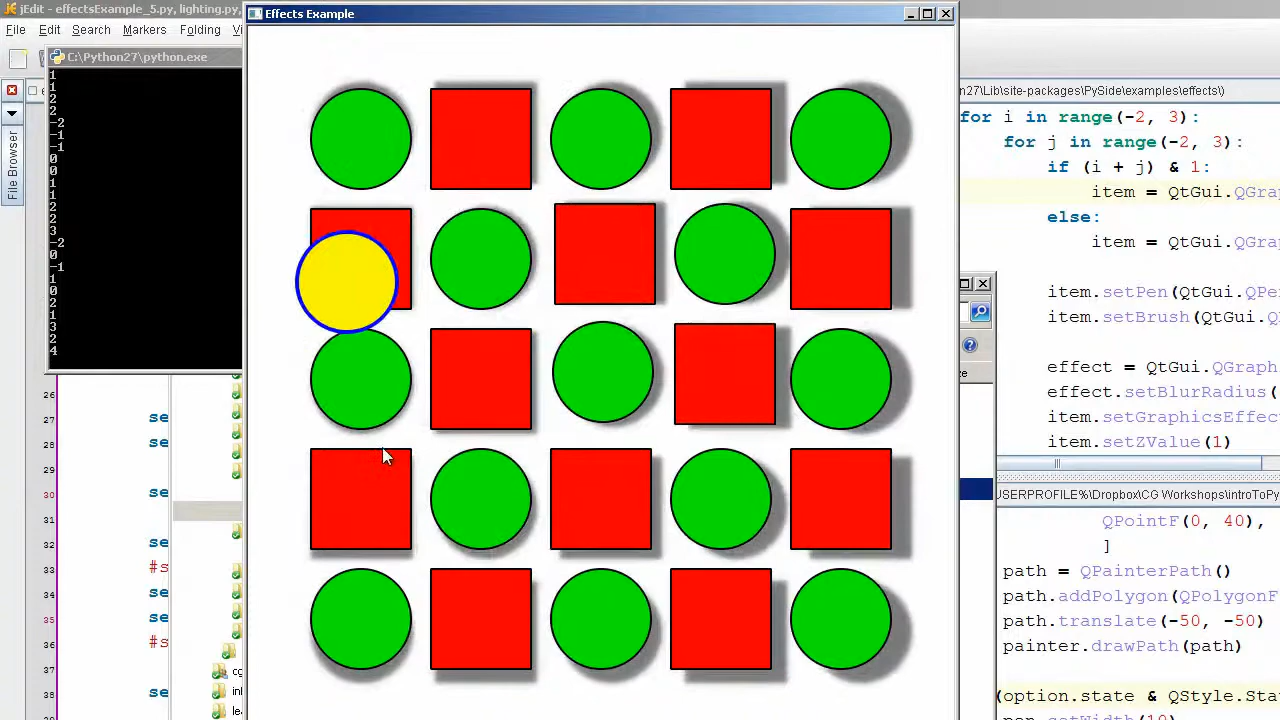 jEdit - effectsExample_5.py, lighting.py,
Effects Example
File Edit Search Markers Folding
C:\Python27\python.exe
File Browser
1
1
2
2
-2
-1
-1
0
0
1
1
2
2
3
-2
0
-1
1
0
2
1
3
2
4
n27\Lib\site-packages\PySide\examples\effects\)
for i in range(-2, 3):
for j in range(-2, 3):
if (i + j) & 1:
item = QtGui.QGra
else:
item = QtGui.QGra
item.setPen(QtGui.QPe
item.setBrush(QtGui.Q
effect = QtGui.QGraph
effect.setBlurRadius(
item.setGraphicsEffec
item.setZValue(1)
26
27 se
28 se
29
30 se
31
32 se
33 #s
34 se
35 se
36 #s
37
38 se
USERPROFILE%\Dropbox\CG Workshops\introToPy
QPointF(0, 40),
]
path = QPainterPath()
path.addPolygon(QPolygonF
path.translate(-50, -50)
painter.drawPath(path)
(option.state & QStyle.Sta